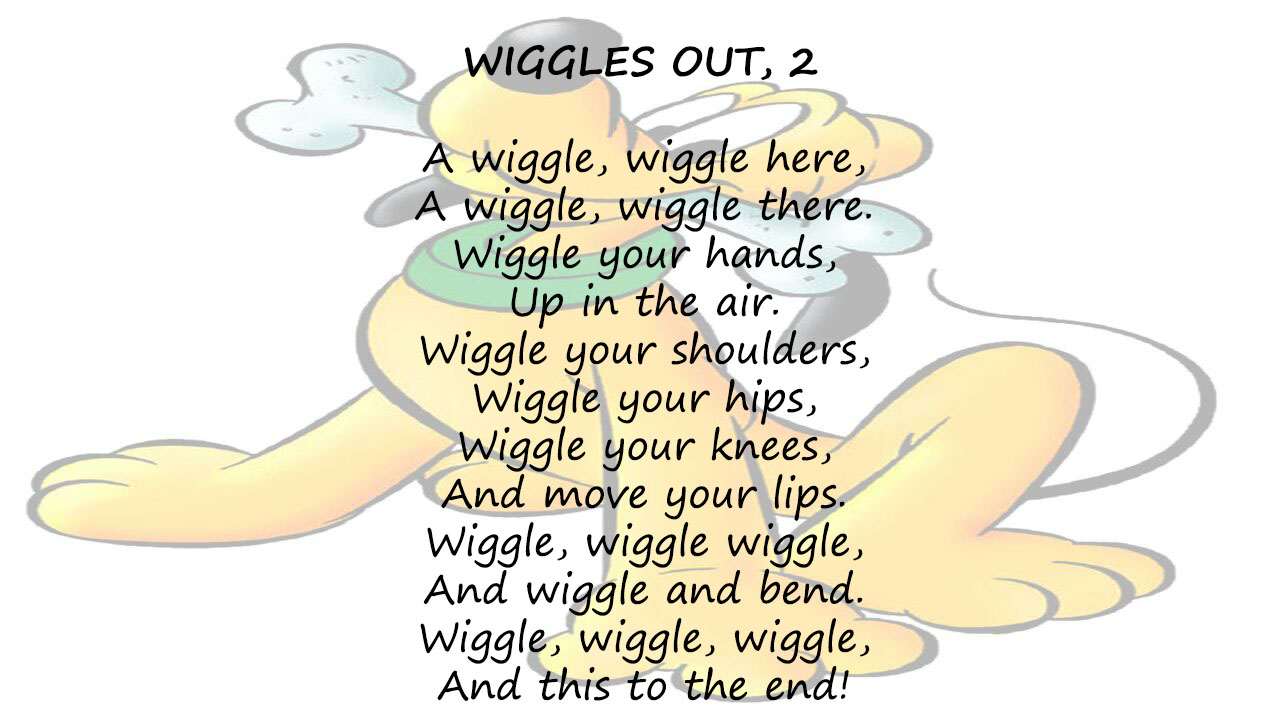 WIGGLES OUT, 2
A wiggle, wiggle here,
A wiggle, wiggle there.
Wiggle your hands,
Up in the air.
Wiggle your shoulders,
Wiggle your hips,
Wiggle your knees,
And move your lips.
Wiggle, wiggle wiggle,
And wiggle and bend.
Wiggle, wiggle, wiggle,
And this to the end!